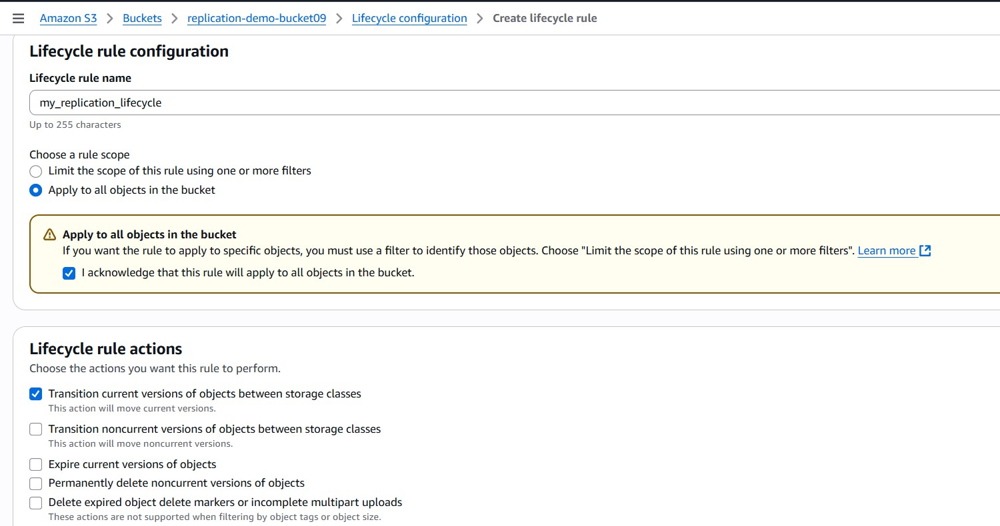 Amazon S3 > Buckets > replication-demo-bucket09 > Lifecycle configuration > Create lifecycle rule
Lifecycle rule configuration
Lifecycle rule name
my_replication_lifecycle
Up to 255 characters
Choose a rule scope
Limit the scope of this rule using one or more filters
Apply to all objects in the bucket
Apply to all objects in the bucket
If you want the rule to apply to specific objects, you must use a filter to identify those objects. Choose "Limit the scope of this rule using one or more filters". Learn more
I acknowledge that this rule will apply to all objects in the bucket.
Lifecycle rule actions
Choose the actions you want this rule to perform.
Transition current versions of objects between storage classes
This action will move current versions.
Transition noncurrent versions of objects between storage classes
This action will move noncurrent versions.
Expire current versions of objects
Permanently delete noncurrent versions of objects
Delete expired object delete markers or incomplete multipart uploads
These actions are not supported when filtering by object tags or object size.